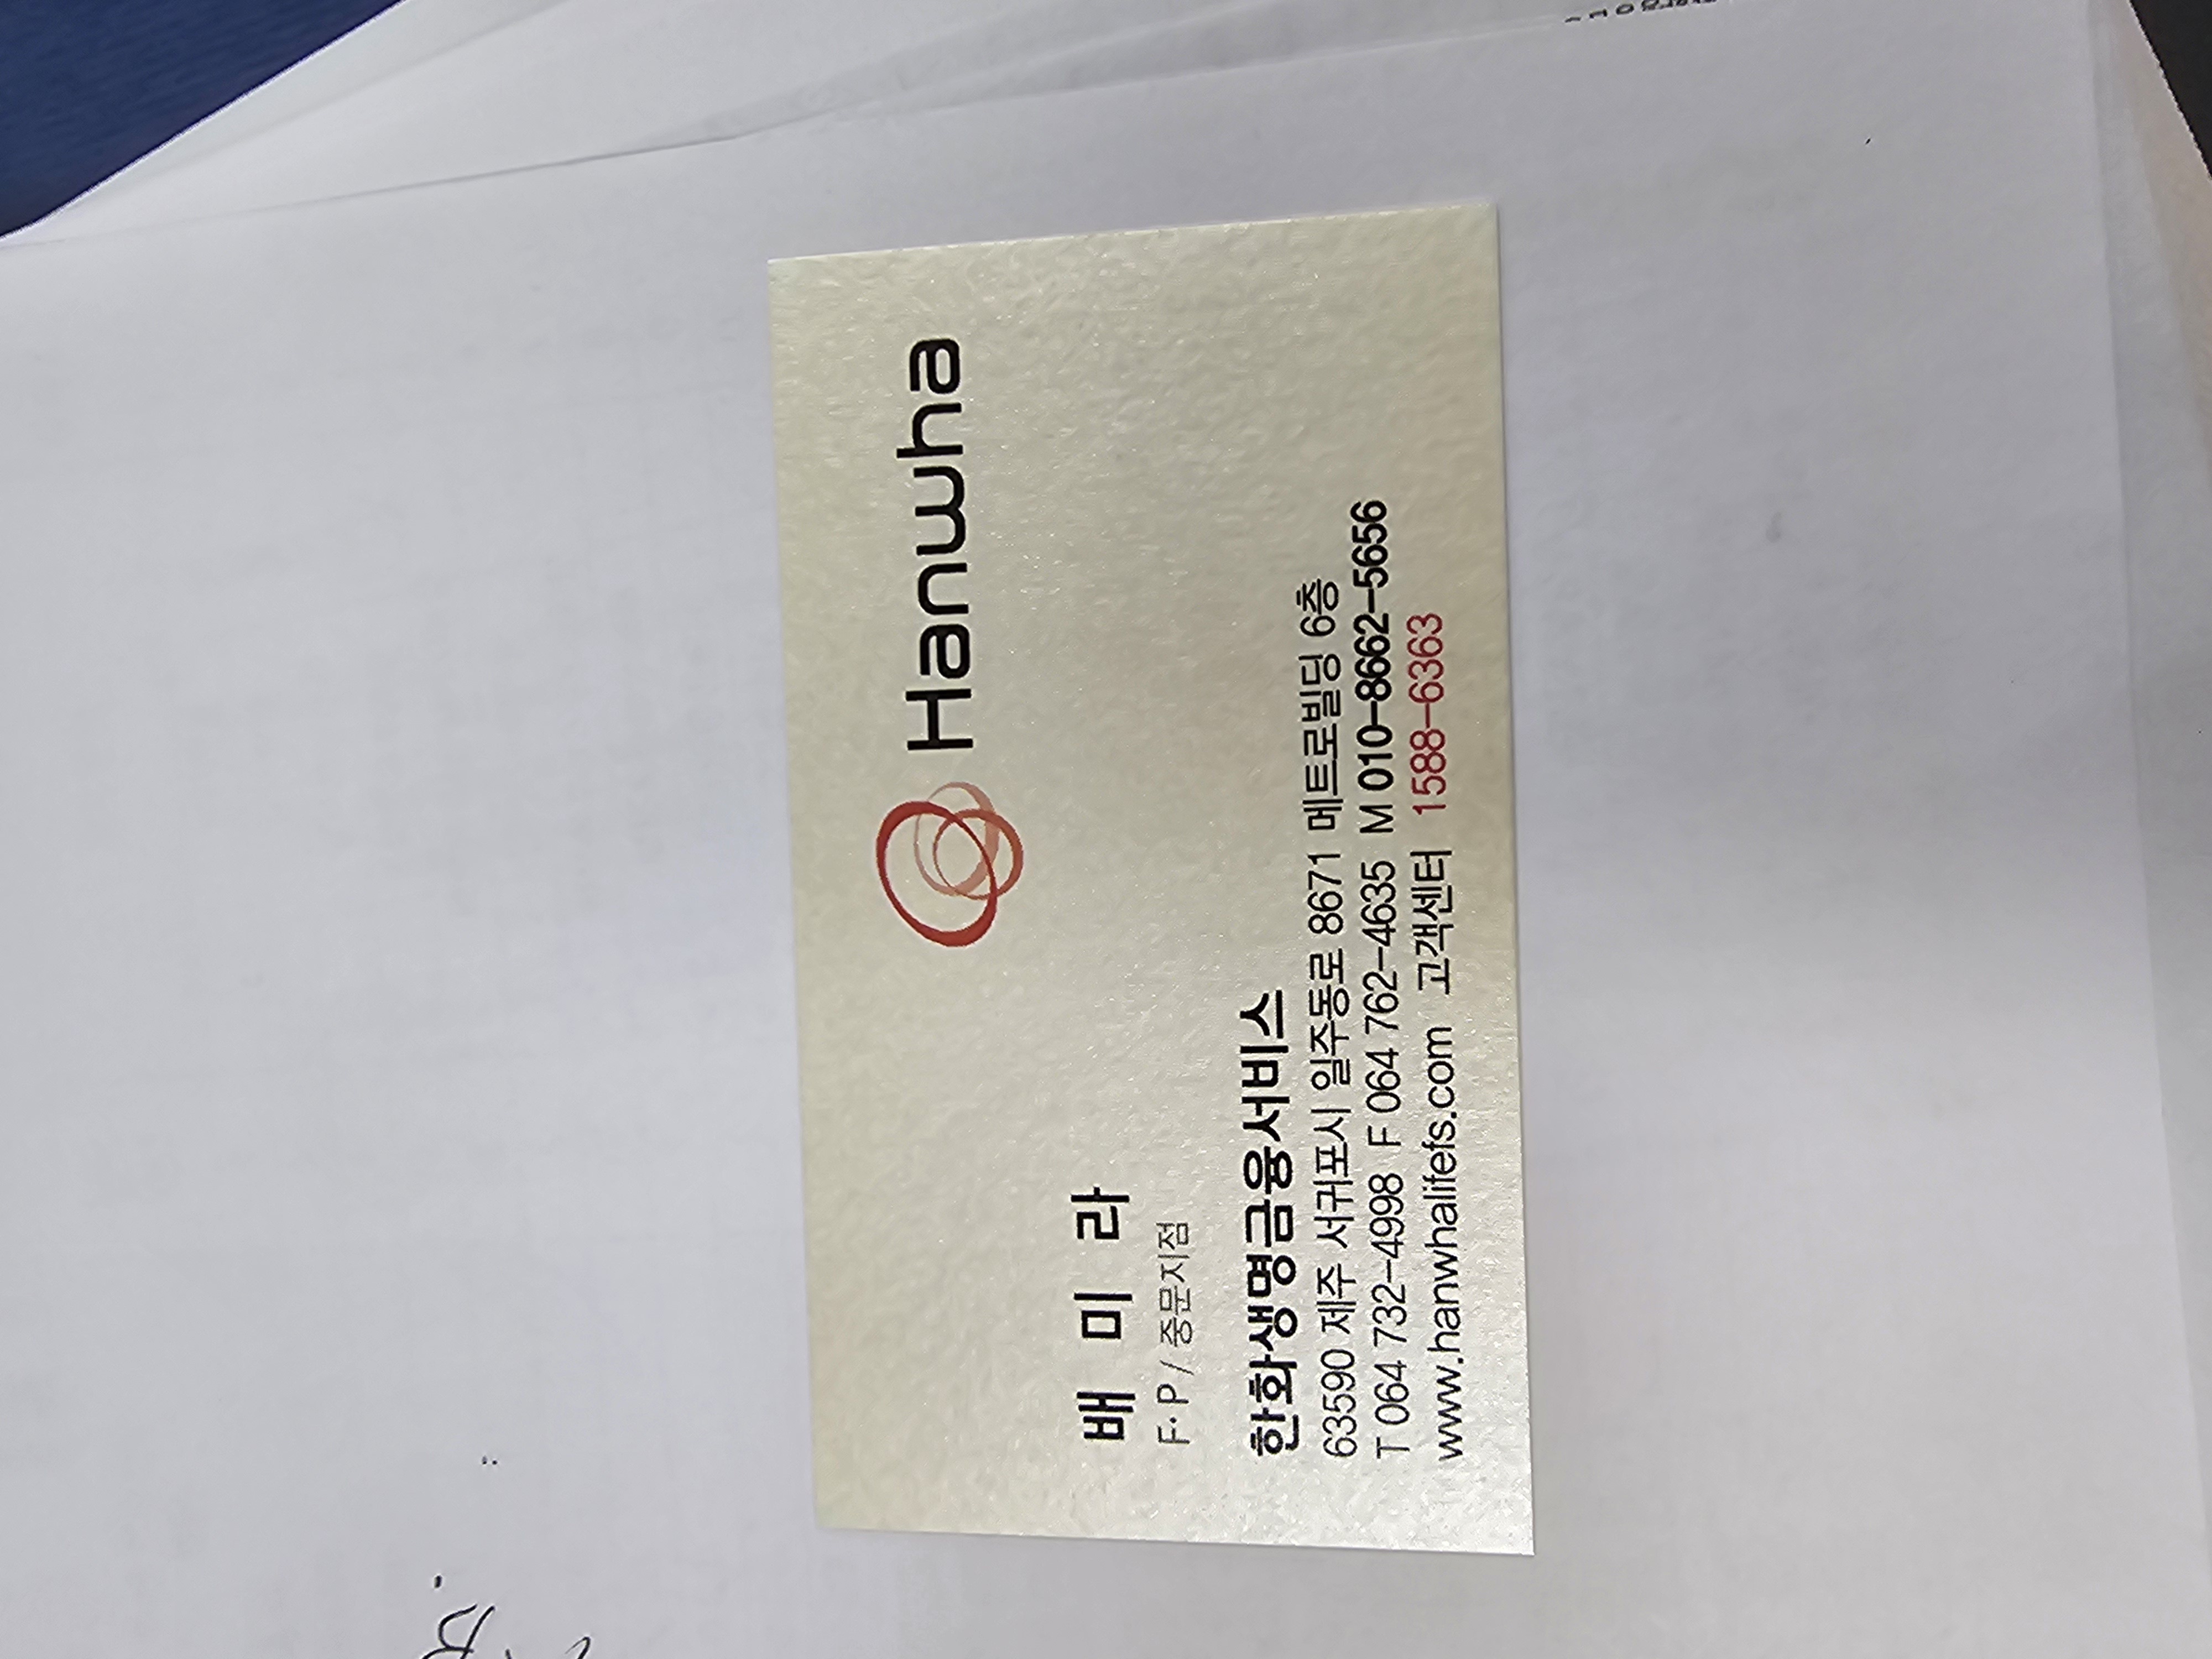 Hanwha
배 미 라
F·P / 중문지점
한화생명금융서비스
63590 제주 서귀포시 일주동로 8671 메트로빌딩 6층
T 064 732-4998 F 064 762-4635 M 010-8662-5656
www.hanwhalifefs.com 고객센터 1588-6363